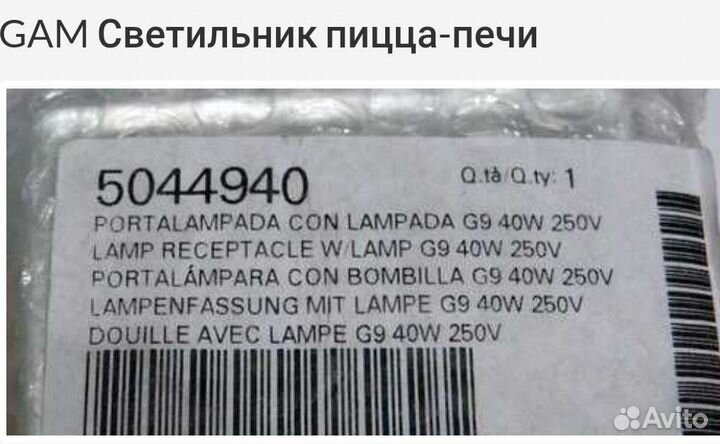 GAM Светильник пицца-печи
5044940 Q.tà/Q.ty: 1
PORTALAMPADA CON LAMPADA G9 40W 250V
LAMP RECEPTACLE W/LAMP G9 40W 250V
PORTALÁMPARA CON BOMBILLA G9 40W 250V
LAMPENFASSUNG MIT LAMPE G9 40W 250V
DOUILLE AVEC LAMPE G9 40W 250V
Avito